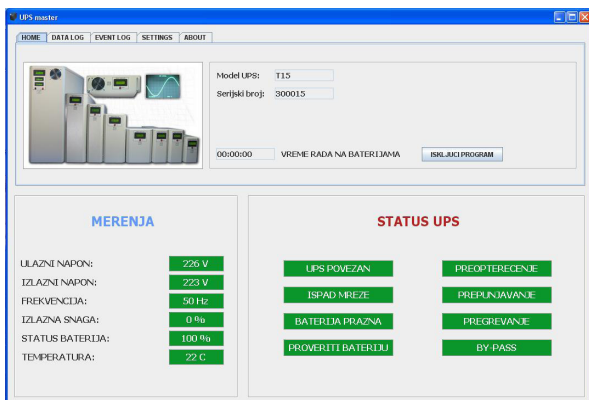 UPS master
HOME DATA LOG EVENT LOG SETTINGS ABOUT
Model UPS: T15
Serijski broj: 300015
00:00:00 VREME RADA NA BATERIJAMA ISKLJUCI PROGRAM
MERENJA
ULAZNI NAPON: 226 V
IZLAZNI NAPON: 223 V
FREKVENCIJA: 50 Hz
IZLAZNA SNAGA: 0 %
STATUS BATERIJA: 100 %
TEMPERATURA: 22 C
STATUS UPS
UPS POVEZAN PREOPTERECENJE
ISPAD MREZE PREPUNJAVANJE
BATERIJA PRAZNA PREGREVANJE
PROVERITI BATERIJU BY-PASS